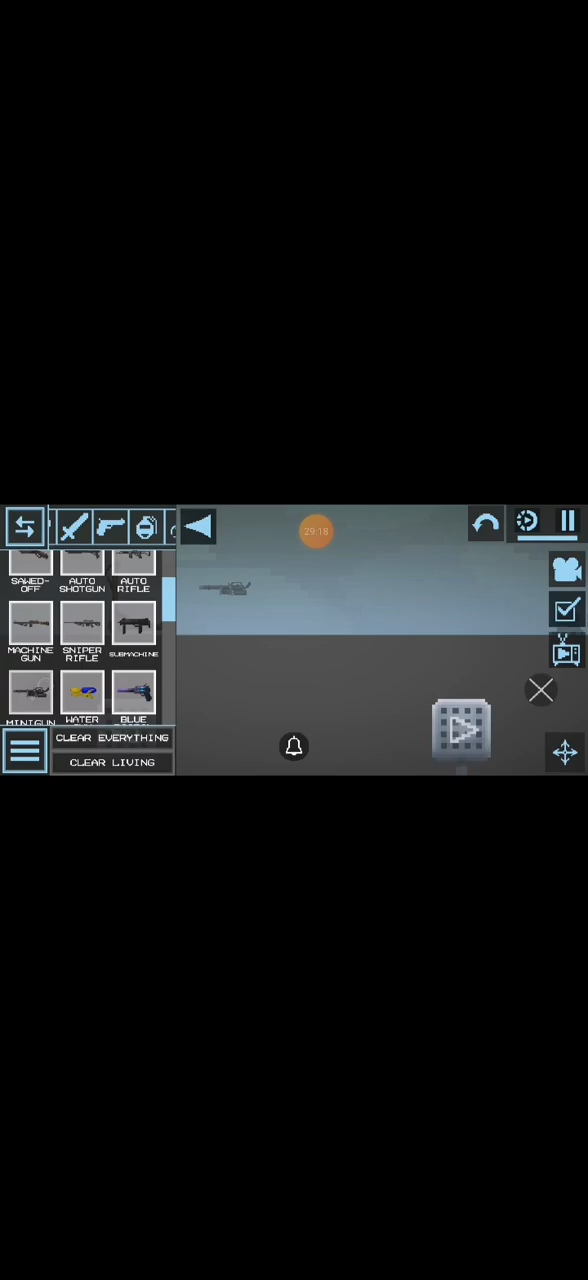 29:18
SAWED-
OFF
AUTO
SHOTGUN
AUTO
RIFLE
MACHINE
GUN
SNIPER
RIFLE
SUBMACHINE
MINIGUN
WATER
BLUE
CLEAR EVERYTHING
CLEAR LIVING